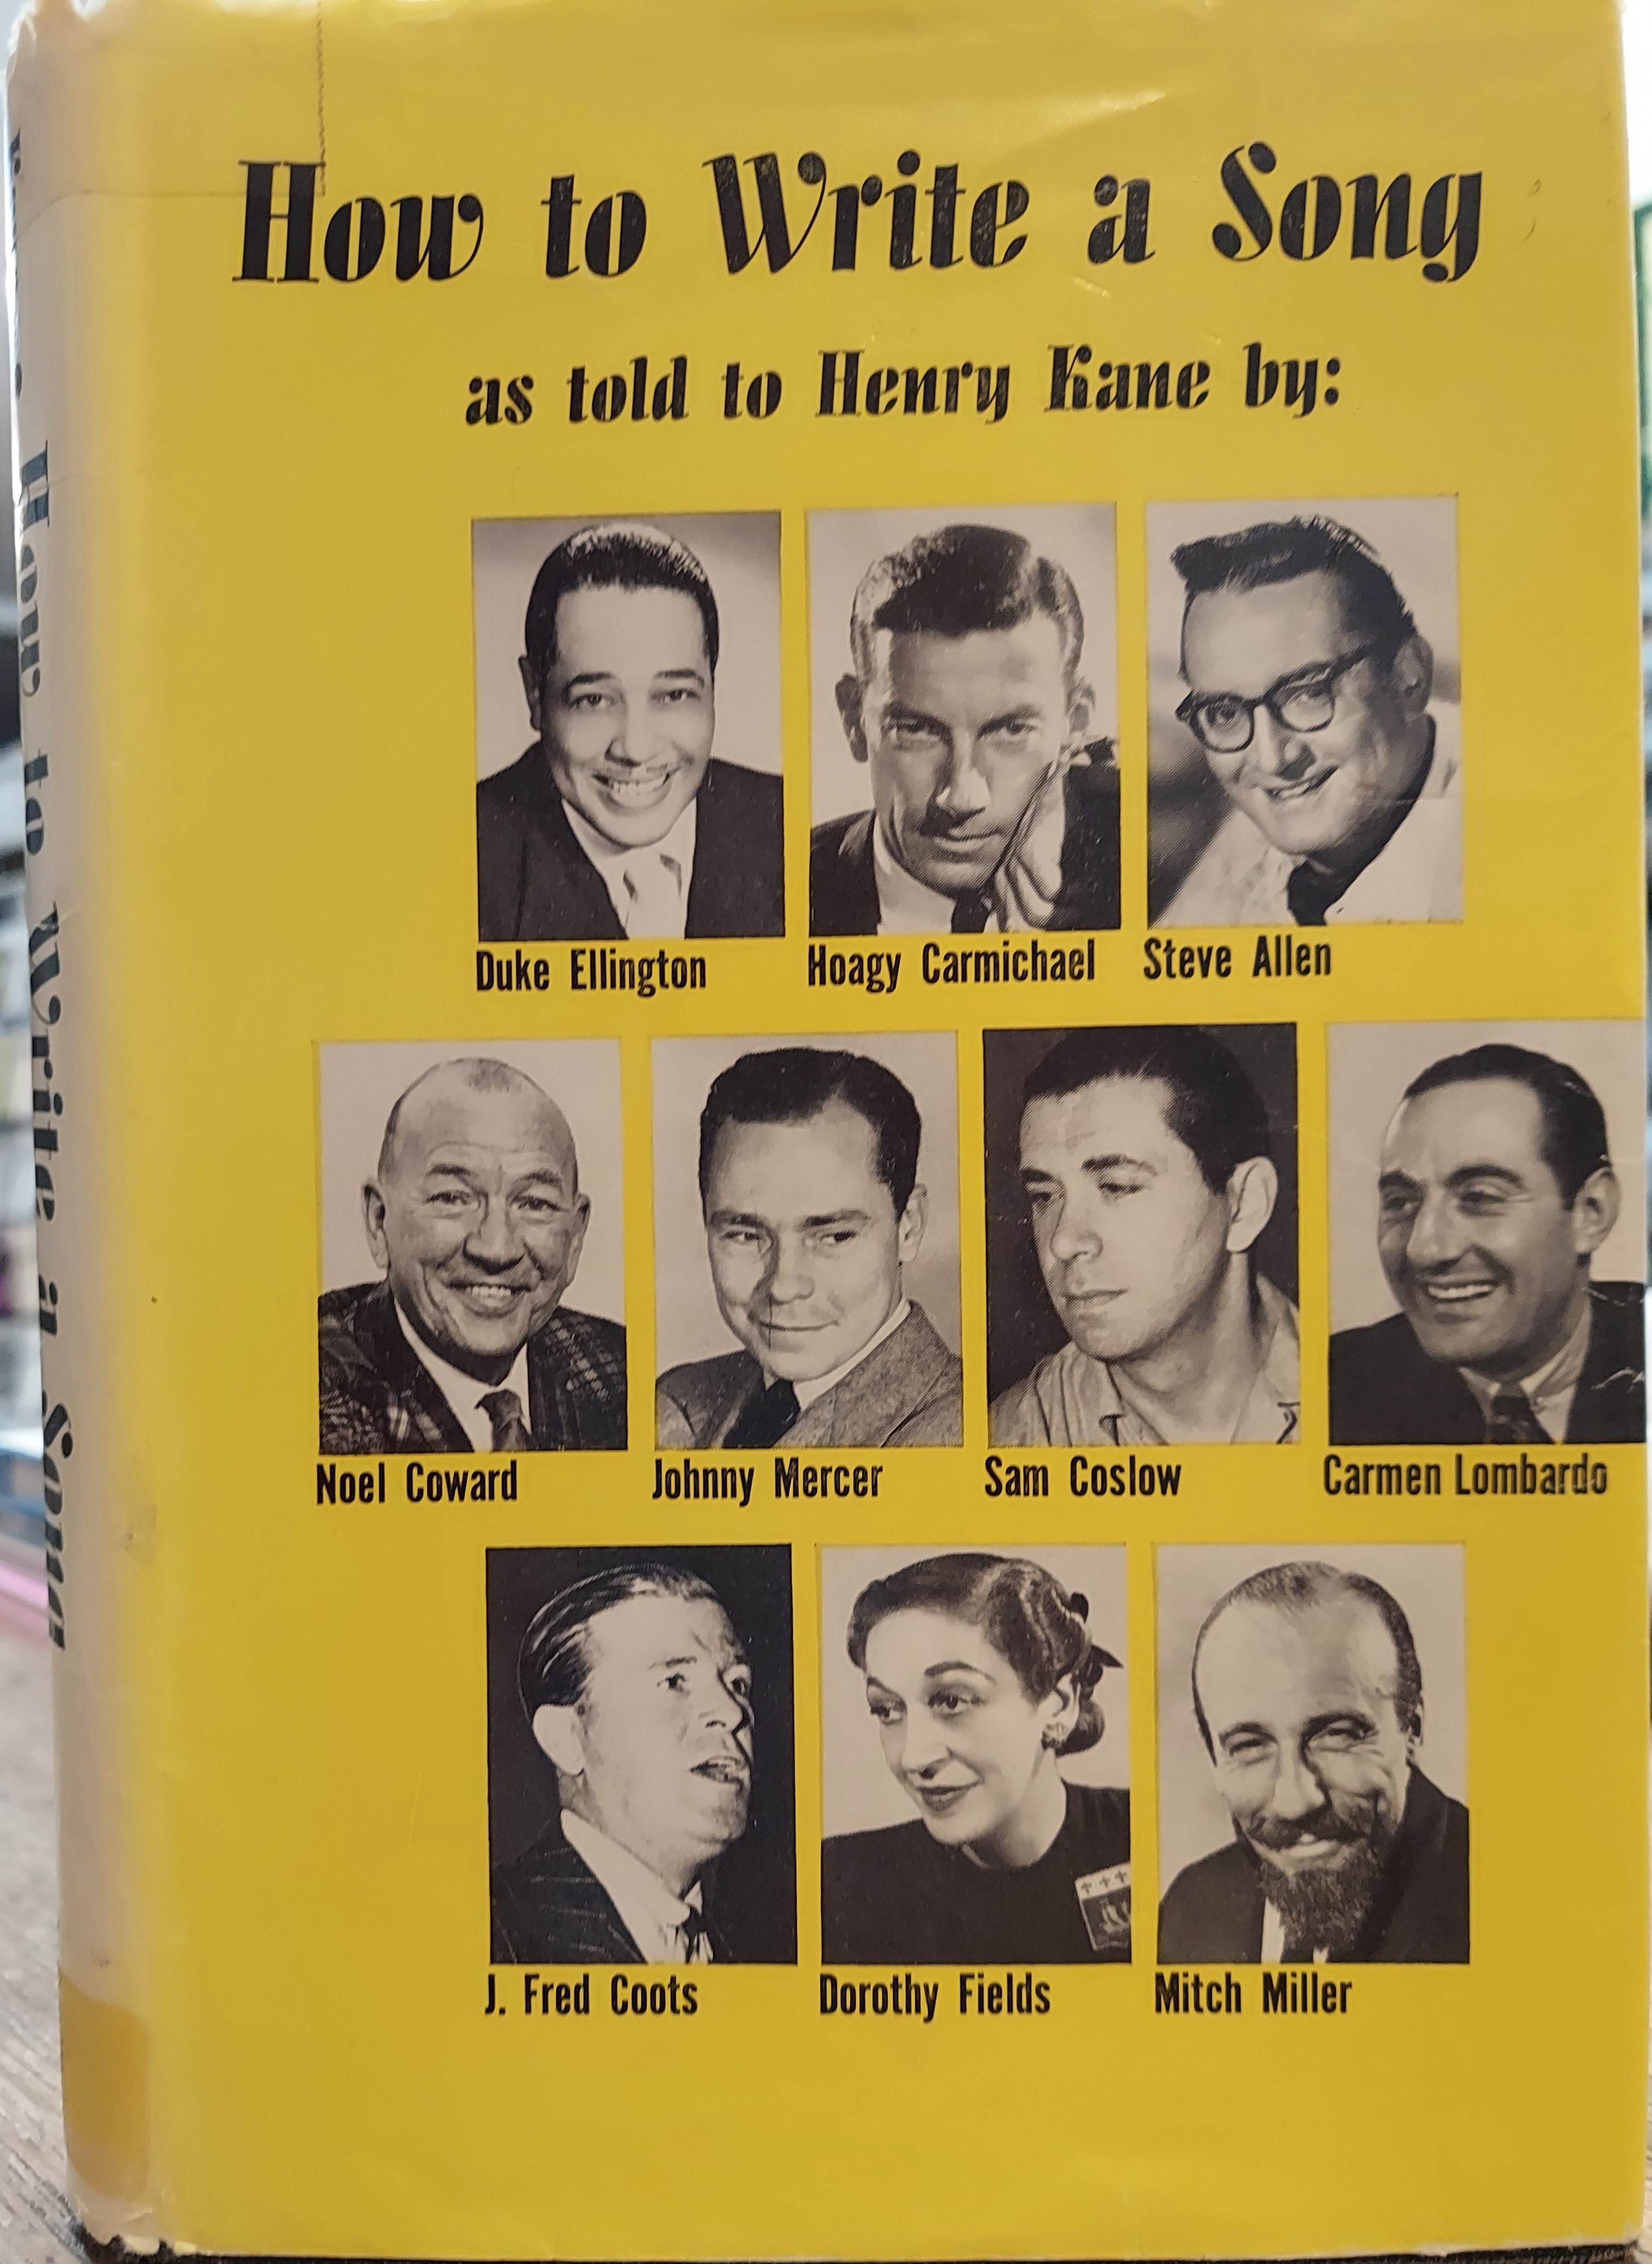 How to Write a Song
as told to Henry Kane by:
Duke Ellington
Hoagy Carmichael
Steve Allen
Noel Coward
Johnny Mercer
Sam Coslow
Carmen Lombardo
J. Fred Coots
Dorothy Fields
Mitch Miller
How to Write a Song